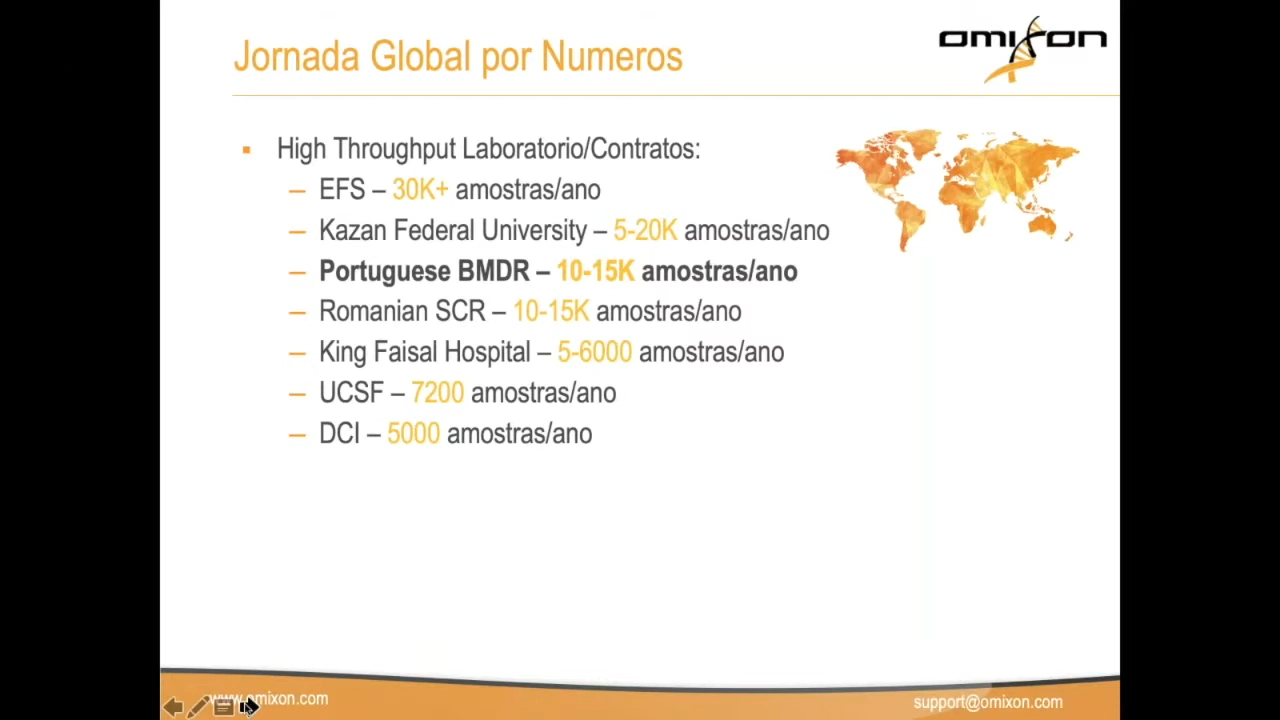 Jornada Global por Numeros
omixon
High Throughput Laboratorio/Contratos:
– EFS – 30K+ amostras/ano
– Kazan Federal University – 5-20K amostras/ano
– Portuguese BMDR – 10-15K amostras/ano
– Romanian SCR – 10-15K amostras/ano
– King Faisal Hospital – 5-6000 amostras/ano
– UCSF – 7200 amostras/ano
– DCI – 5000 amostras/ano
www.omixon.com
support@omixon.com